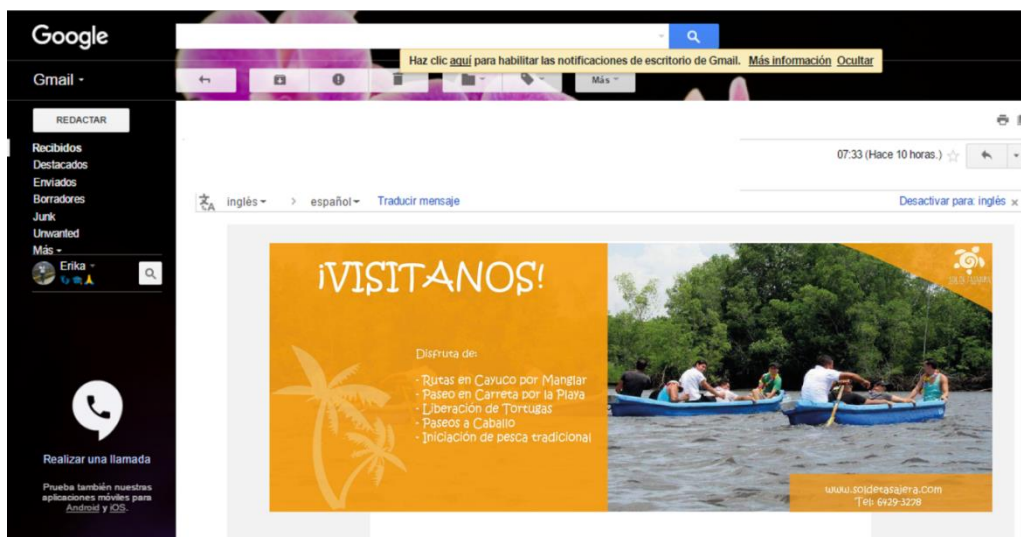 Google
Haz clic aquí para habilitar las notificaciones de escritorio de Gmail. Más información Ocultar
Gmail
Más
REDACTAR
Recibidos
Destacados
Enviados
Borradores
Junk
Unwanted
Más
Erika
07:33 (Hace 10 horas.)
inglés > español Traducir mensaje
Desactivar para: inglés x
¡VISITANOS!
Disfruta de:
- Rutas en Cayuco por Manglar
- Paseo en Carreta por la Playa
- Liberación de Tortugas
- Paseos a Caballo
- Iniciación de pesca tradicional
www.soldetasajera.com
Tel: 6929-3278
Realizar una llamada
Prueba también nuestras
aplicaciones móviles para
Android y iOS.